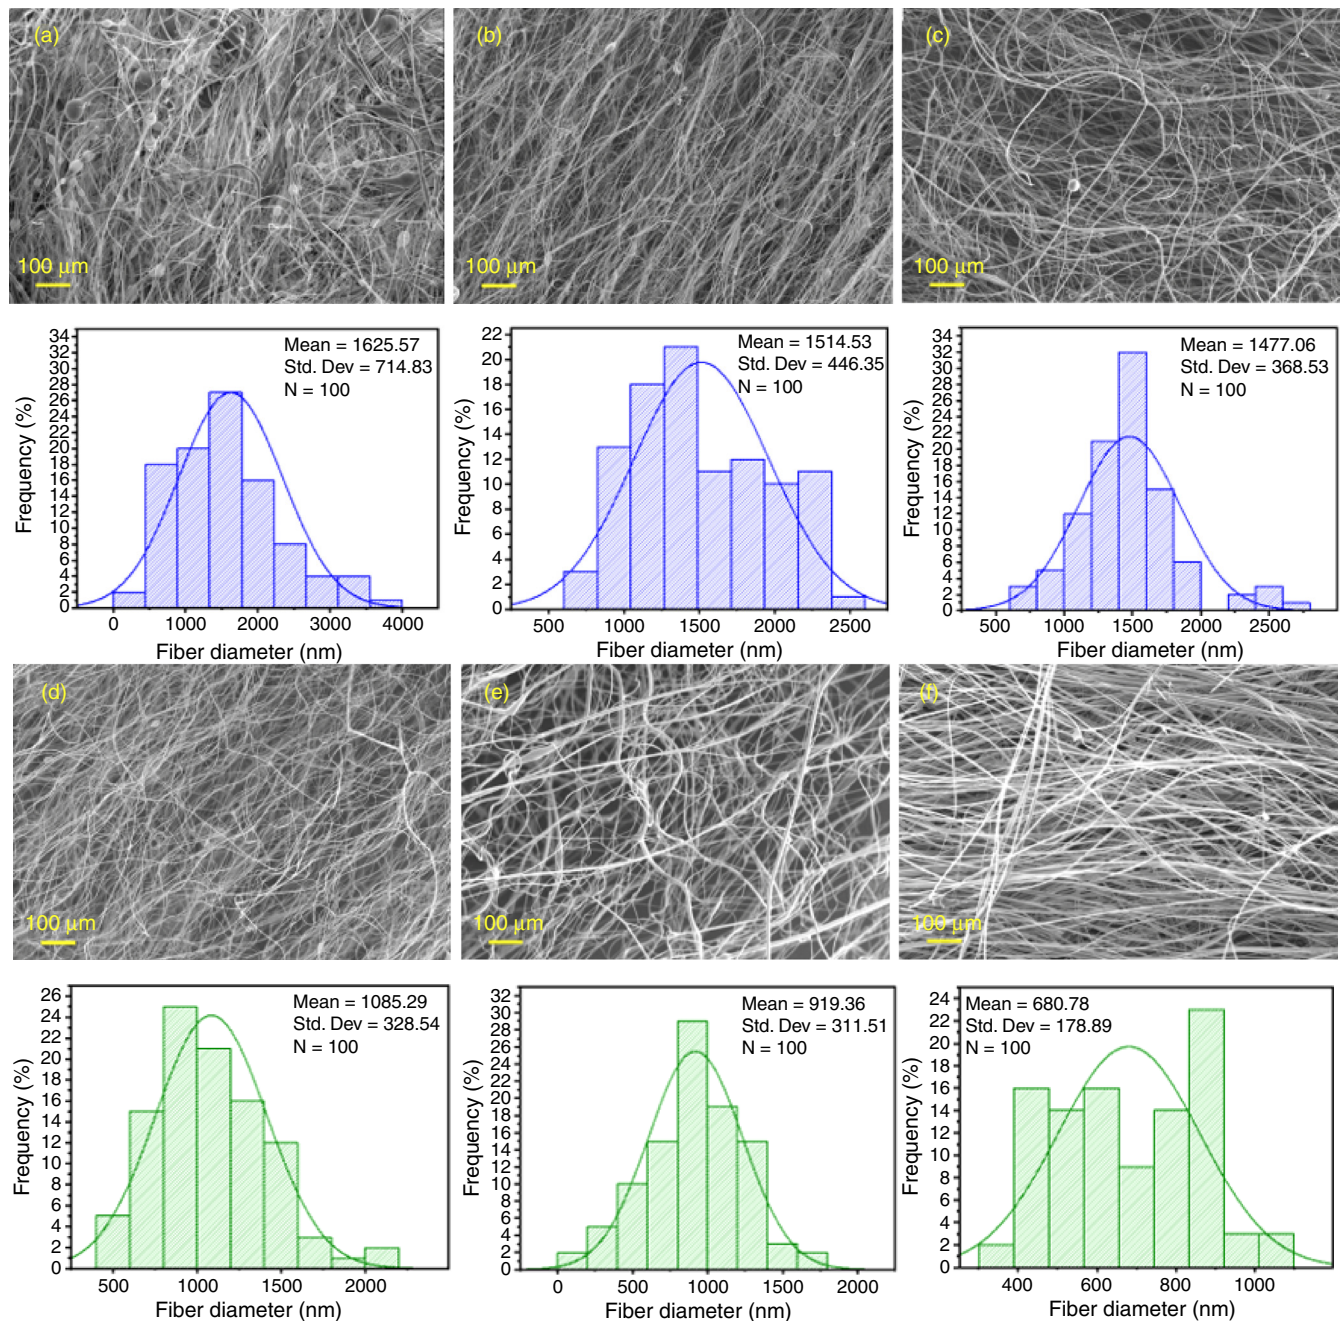 (a)
(b)
(c)
100 μm
100 μm
100 μm
Mean = 1625.57
Std. Dev = 714.83
N = 100
Frequency (%)
34
32
30
28
26
24
22
20
18
16
14
12
10
8
6
4
2
0
0 1000 2000 3000 4000
Fiber diameter (nm)
Mean = 1514.53
Std. Dev = 446.35
N = 100
Frequency (%)
22
20
18
16
14
12
10
8
6
4
2
0
500 1000 1500 2000 2500
Fiber diameter (nm)
Mean = 1477.06
Std. Dev = 368.53
N = 100
Frequency (%)
34
32
30
28
26
24
22
20
18
16
14
12
10
8
6
4
2
0
500 1000 1500 2000 2500
Fiber diameter (nm)
(d)
(e)
(f)
100 μm
100 μm
100 μm
Mean = 1085.29
Std. Dev = 328.54
N = 100
Frequency (%)
26
24
22
20
18
16
14
12
10
8
6
4
2
0
500 1000 1500 2000
Fiber diameter (nm)
Mean = 919.36
Std. Dev = 311.51
N = 100
Frequency (%)
32
30
28
26
24
22
20
18
16
14
12
10
8
6
4
2
0
0 500 1000 1500 2000
Fiber diameter (nm)
Mean = 680.78
Std. Dev = 178.89
N = 100
Frequency (%)
24
22
20
18
16
14
12
10
8
6
4
2
0
400 600 800 1000
Fiber diameter (nm)